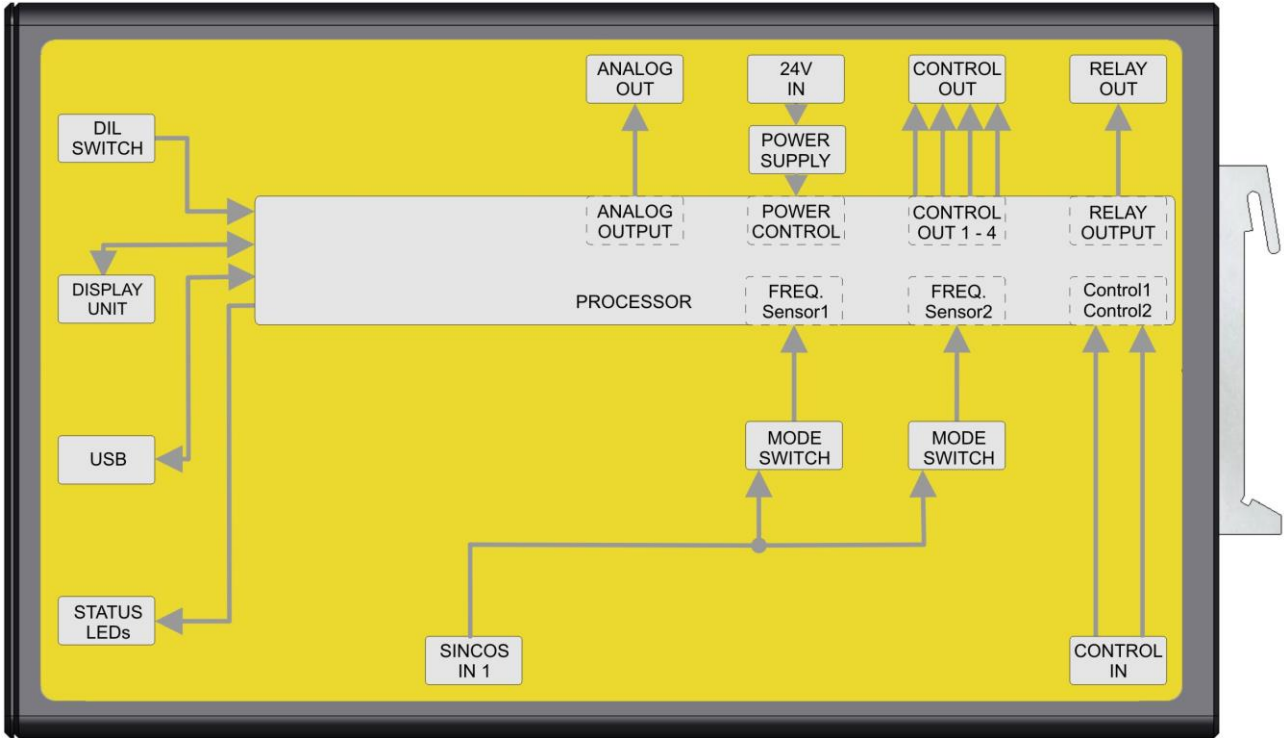 ANALOG
OUT
24V
IN
CONTROL
OUT
RELAY
OUT
DIL
SWITCH
POWER
SUPPLY
ANALOG
OUTPUT
POWER
CONTROL
CONTROL
OUT 1 - 4
RELAY
OUTPUT
DISPLAY
UNIT
PROCESSOR
FREQ.
Sensor1
FREQ.
Sensor2
Control1
Control2
USB
MODE
SWITCH
MODE
SWITCH
STATUS
LEDs
SINCOS
IN 1
CONTROL
IN